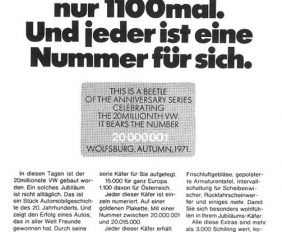 nur 1100mal.
Und jeder ist eine
Nummer für sich.
THIS IS A BEETLE
OF THE ANNIVERSARY SERIES
CELEBRATING
THE 20MILLIONTH VW.
IT BEARS THE NUMBER
20 000 001
WOLFSBURG, AUTUMN, 1971.
In diesen Tagen ist der
20millionste VW gebaut wor-
den. Ein solches Jubiläum
ist nicht alltäglich. Das ist
ein Stück Automobilgeschich-
te des 20. Jahrhunderts. Und
zeigt den Erfolg eines Autos,
das in aller Welt Freunde
gewonnen hat. Durch seine
serie Käfer für Sie aufgelegt.
15.000 für ganz Europa.
1.100 davon für Österreich.
Jeder dieser Käfer ist ein-
zeln numeriert. Auf einer
goldenen Plakette. Mit einer
Nummer zwischen 20.000.001
und 20.015.000.
Jeder dieser Käfer erhält
Frischluftgebläse, gepolster-
te Armaturentafel, Intervall-
schaltung für Scheibenwi-
scher, Rückfahrscheinwer-
fer und einiges mehr. Damit
Sie sich besonders wohlfüh-
len in Ihrem Jubiläums-Käfer.
Alle diese Extras sind mehr
als 3.000 Schilling wert, ko-